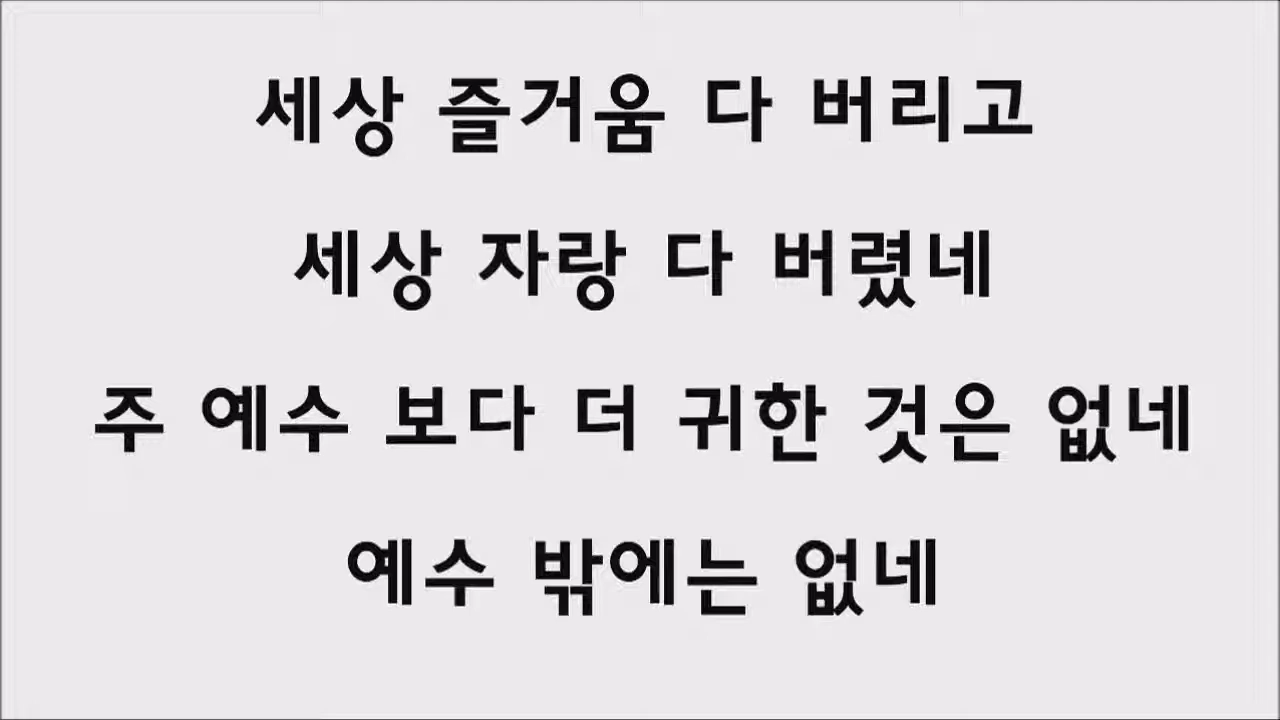 세상 즐거움 다 버리고
세상 자랑 다 버렸네
주 예수 보다 더 귀한 것은 없네
예수 밖에는 없네